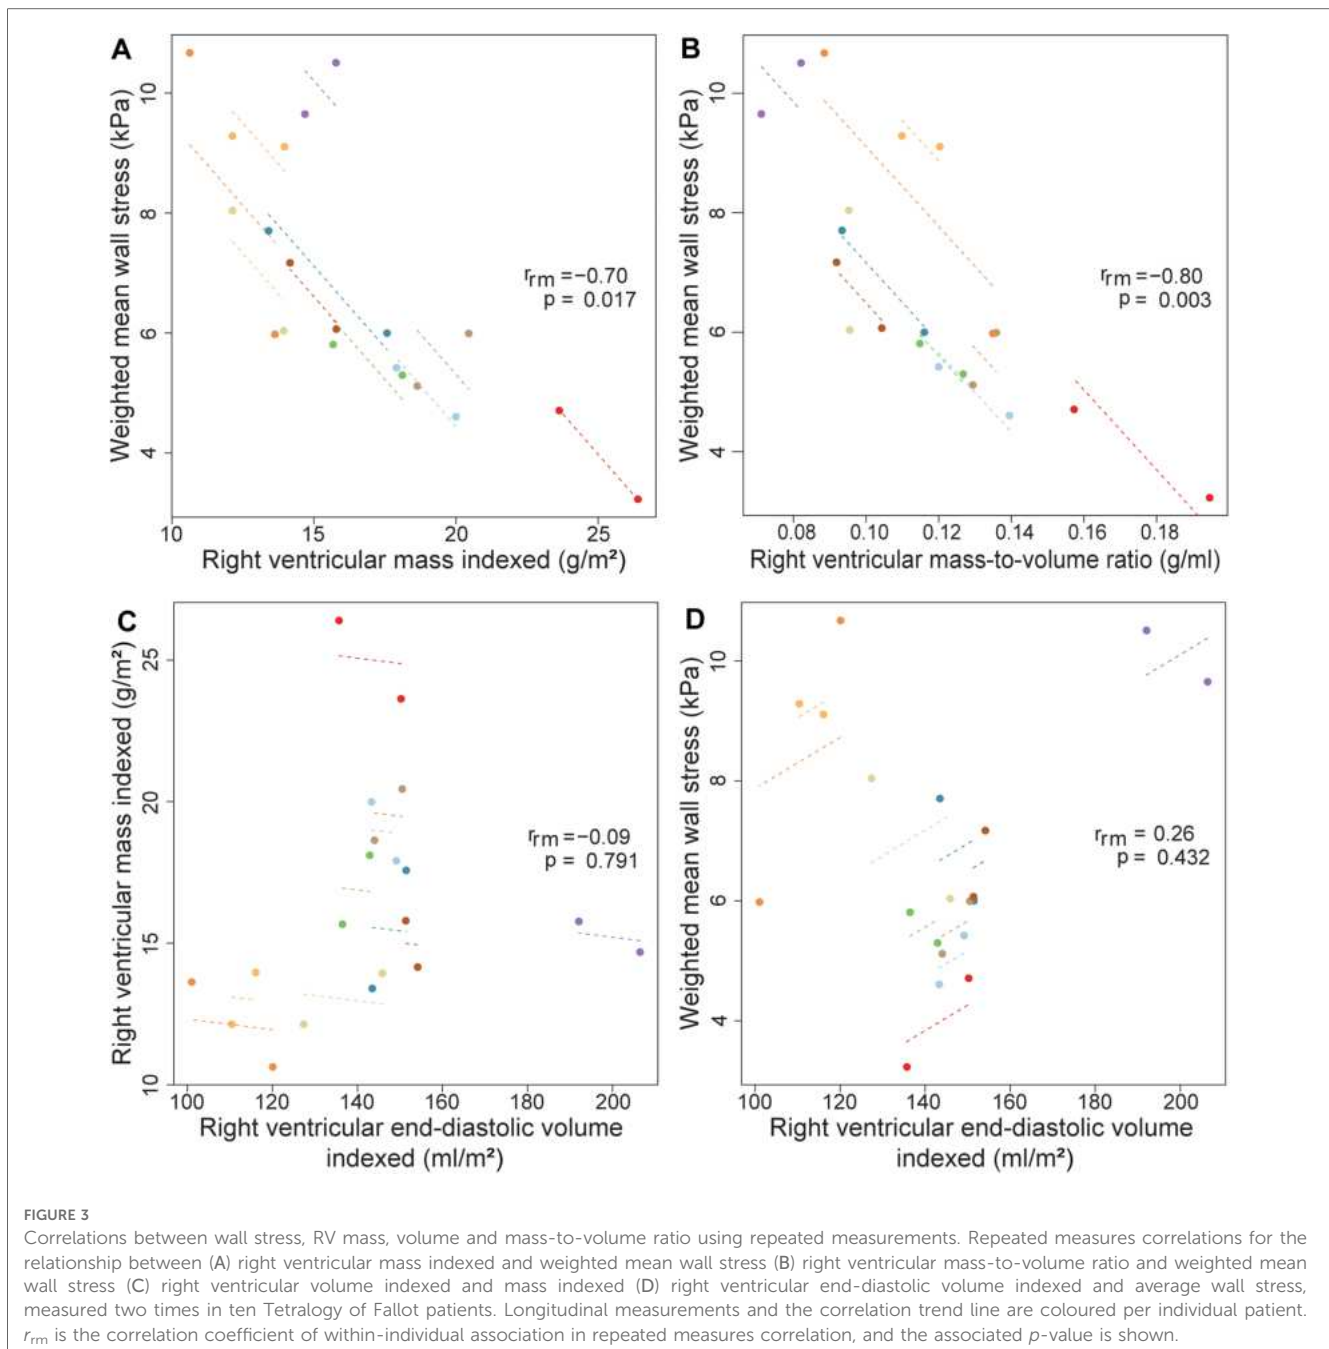 A
Weighted mean wall stress (kPa)
10
8
6
4
r_rm =−0.70
p = 0.017
10 15 20 25
Right ventricular mass indexed (g/m²)
B
Weighted mean wall stress (kPa)
10
8
6
4
r_rm =−0.80
p = 0.003
0.08 0.10 0.12 0.14 0.16 0.18
Right ventricular mass-to-volume ratio (g/ml)
C
Right ventricular mass indexed (g/m²)
25
20
15
10
r_rm =−0.09
p = 0.791
100 120 140 160 180 200
Right ventricular end-diastolic volume
indexed (ml/m²)
D
Weighted mean wall stress (kPa)
10
8
6
4
r_rm = 0.26
p = 0.432
100 120 140 160 180 200
Right ventricular end-diastolic volume
indexed (ml/m²)
FIGURE 3
Correlations between wall stress, RV mass, volume and mass-to-volume ratio using repeated measurements. Repeated measures correlations for the
relationship between (A) right ventricular mass indexed and weighted mean wall stress (B) right ventricular mass-to-volume ratio and weighted mean
wall stress (C) right ventricular volume indexed and mass indexed (D) right ventricular end-diastolic volume indexed and average wall stress,
measured two times in ten Tetralogy of Fallot patients. Longitudinal measurements and the correlation trend line are coloured per individual patient.
r_rm is the correlation coefficient of within-individual association in repeated measures correlation, and the associated p-value is shown.